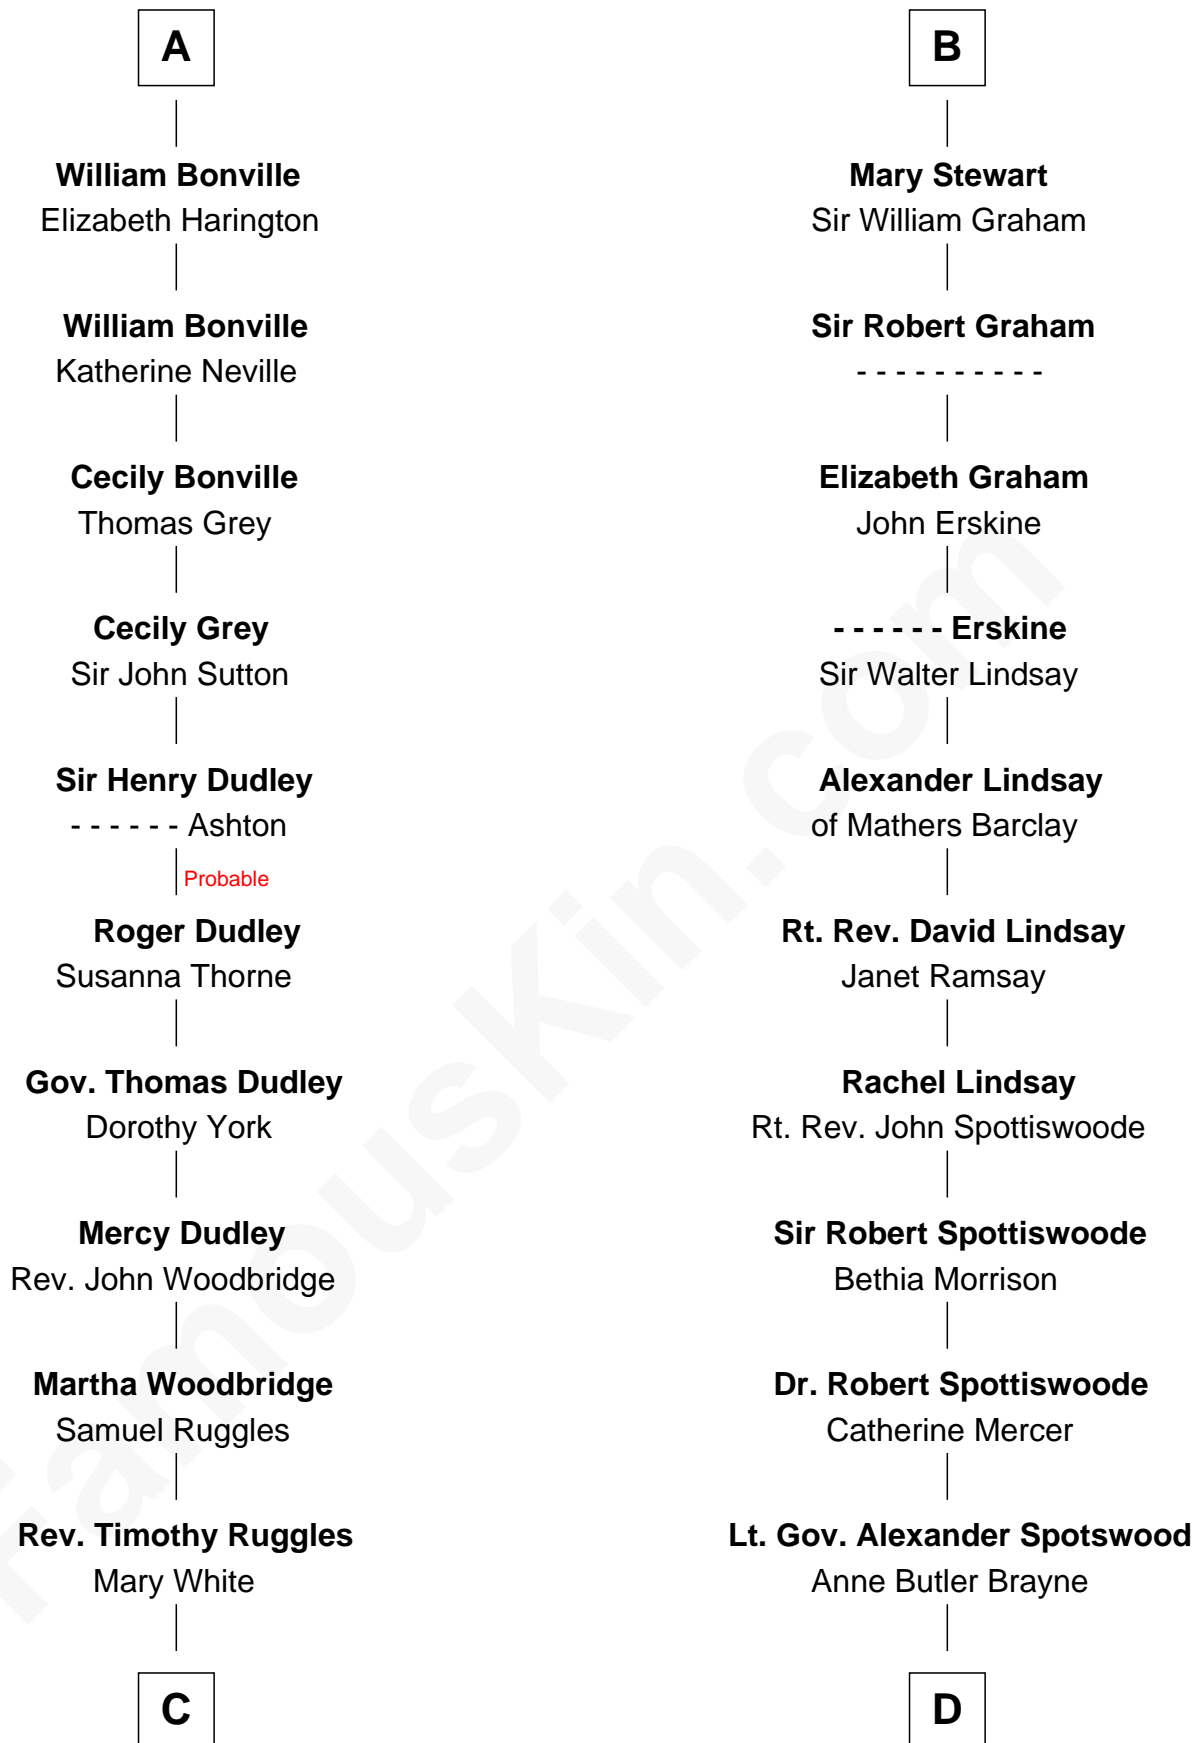 A
William Bonville
Elizabeth Harington
William Bonville
Katherine Neville
Cecily Bonville
Thomas Grey
Cecily Grey
Sir John Sutton
Sir Henry Dudley
- - - - - - Ashton
Probable
Roger Dudley
Susanna Thorne
Gov. Thomas Dudley
Dorothy York
Mercy Dudley
Rev. John Woodbridge
Martha Woodbridge
Samuel Ruggles
Rev. Timothy Ruggles
Mary White
C
B
Mary Stewart
Sir William Graham
Sir Robert Graham
- - - - - - - - - -
Elizabeth Graham
John Erskine
- - - - - - Erskine
Sir Walter Lindsay
Alexander Lindsay
of Mathers Barclay
Rt. Rev. David Lindsay
Janet Ramsay
Rachel Lindsay
Rt. Rev. John Spottiswoode
Sir Robert Spottiswoode
Bethia Morrison
Dr. Robert Spottiswoode
Catherine Mercer
Lt. Gov. Alexander Spotswood
Anne Butler Brayne
D
FamousKin.com